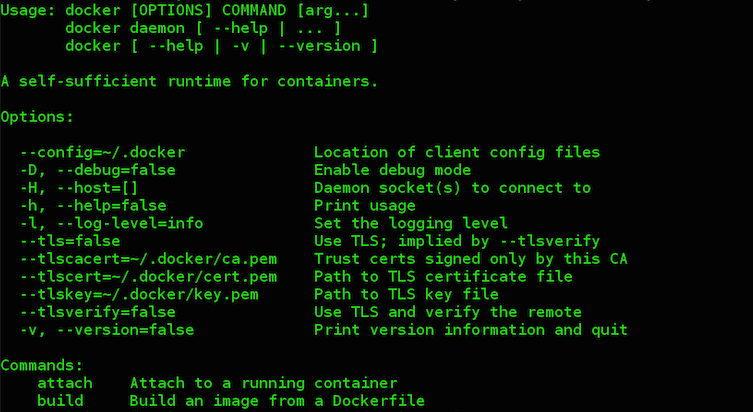 Usage: docker [OPTIONS] COMMAND [arg...]
       docker daemon [ --help | ... ]
       docker [ --help | -v | --version ]

A self-sufficient runtime for containers.

Options:

  --config=~/.docker              Location of client config files
  -D, --debug=false               Enable debug mode
  -H, --host=[]                   Daemon socket(s) to connect to
  -h, --help=false                Print usage
  -l, --log-level=info            Set the logging level
  --tls=false                     Use TLS; implied by --tlsverify
  --tlscacert=~/.docker/ca.pem    Trust certs signed only by this CA
  --tlscert=~/.docker/cert.pem    Path to TLS certificate file
  --tlskey=~/.docker/key.pem      Path to TLS key file
  --tlsverify=false               Use TLS and verify the remote
  -v, --version=false             Print version information and quit

Commands:
    attach    Attach to a running container
    build     Build an image from a Dockerfile